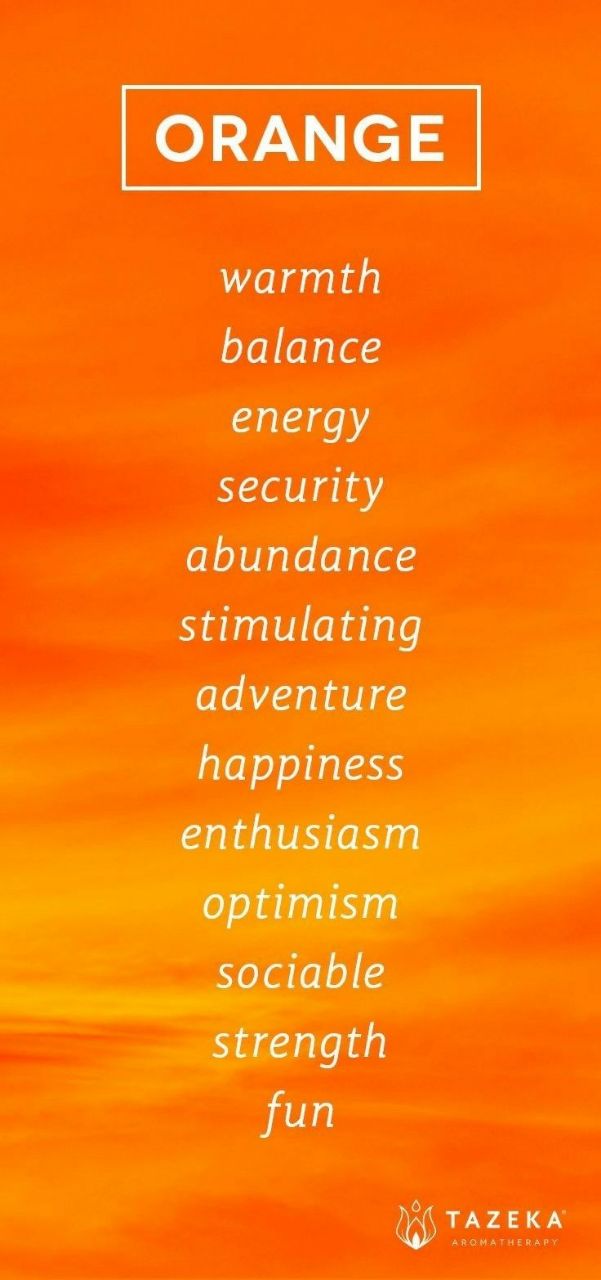 ORANGE
warmth
balance
energy
security
abundance
stimulating
adventure
happiness
enthusiasm
optimism
sociable
strength
fun
TAZEKA®
AROMATHERAPY